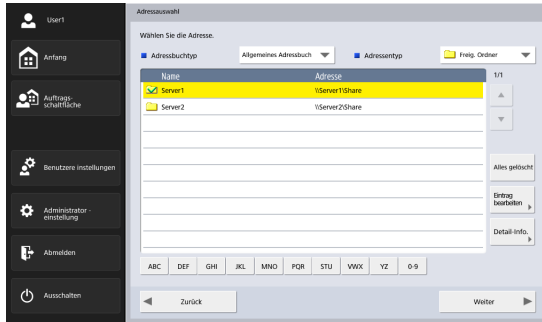 User1
Anfang
Auftrags-
schaltfläche
Benutzere instellungen
Administrator -
einstellung
Abmelden
Ausschalten
Adressauswahl
Wählen Sie die Adresse.
Adressbuchtyp
Allgemeines Adressbuch
Adressentyp
Freig. Ordner
Name Adresse
1/1
Server1 \\Server1\Share
Server2 \\Server2\Share
Alles gelöscht
Eintrag
bearbeiten
Detail-Info.
ABC DEF GHI JKL MNO PQR STU VWX YZ 0-9
Zurück
Weiter